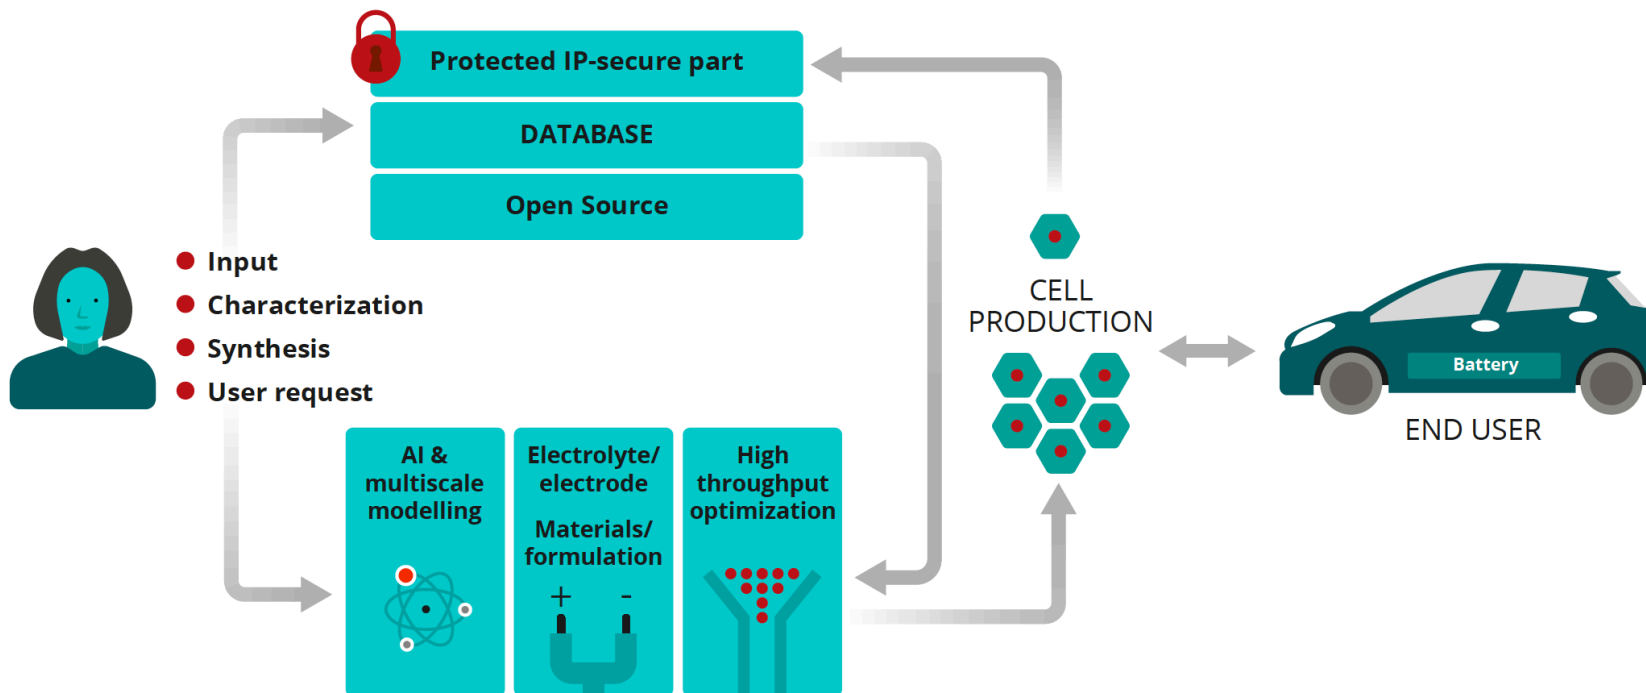 Protected IP-secure part
DATABASE
Open Source
Input
Characterization
Synthesis
User request
AI &
multiscale
modelling
Electrolyte/
electrode
Materials/
formulation
+ -
High
throughput
optimization
CELL
PRODUCTION
Battery
END USER